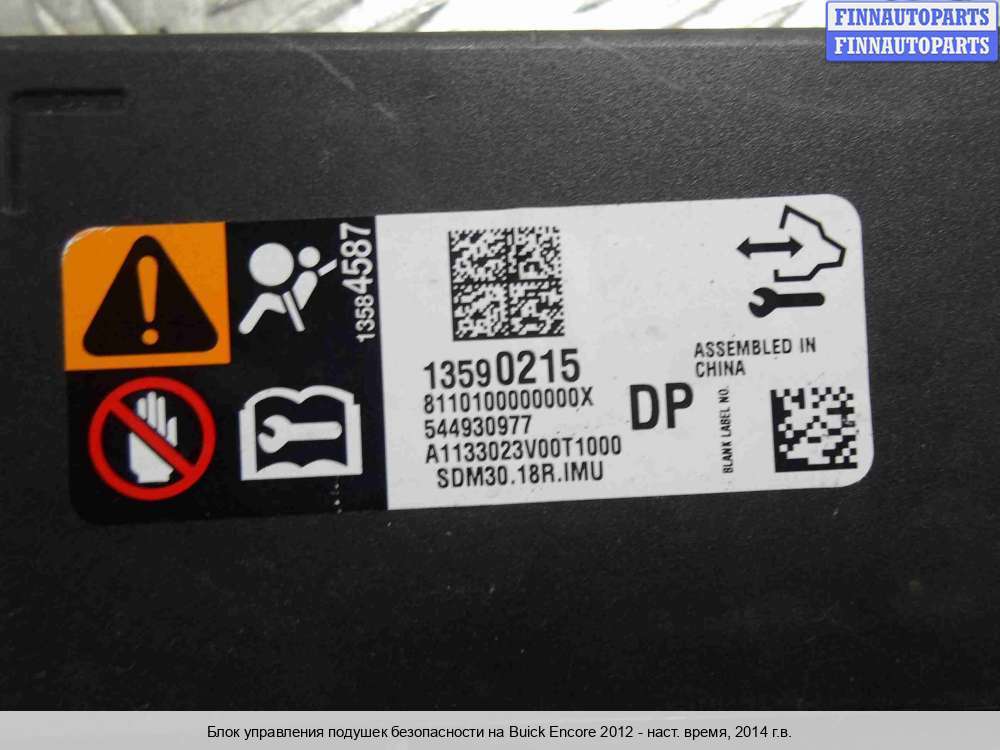 FINNAUTOPARTS
FINNAUTOPARTS
13584587
13590215
8110100000000X
544930977
A1133023V00T1000
SDM30.18R.IMU
DP
ASSEMBLED IN
CHINA
BLANK LABEL NO.
Блок управления подушек безопасности на Buick Encore 2012 - наст. время, 2014 г.в.